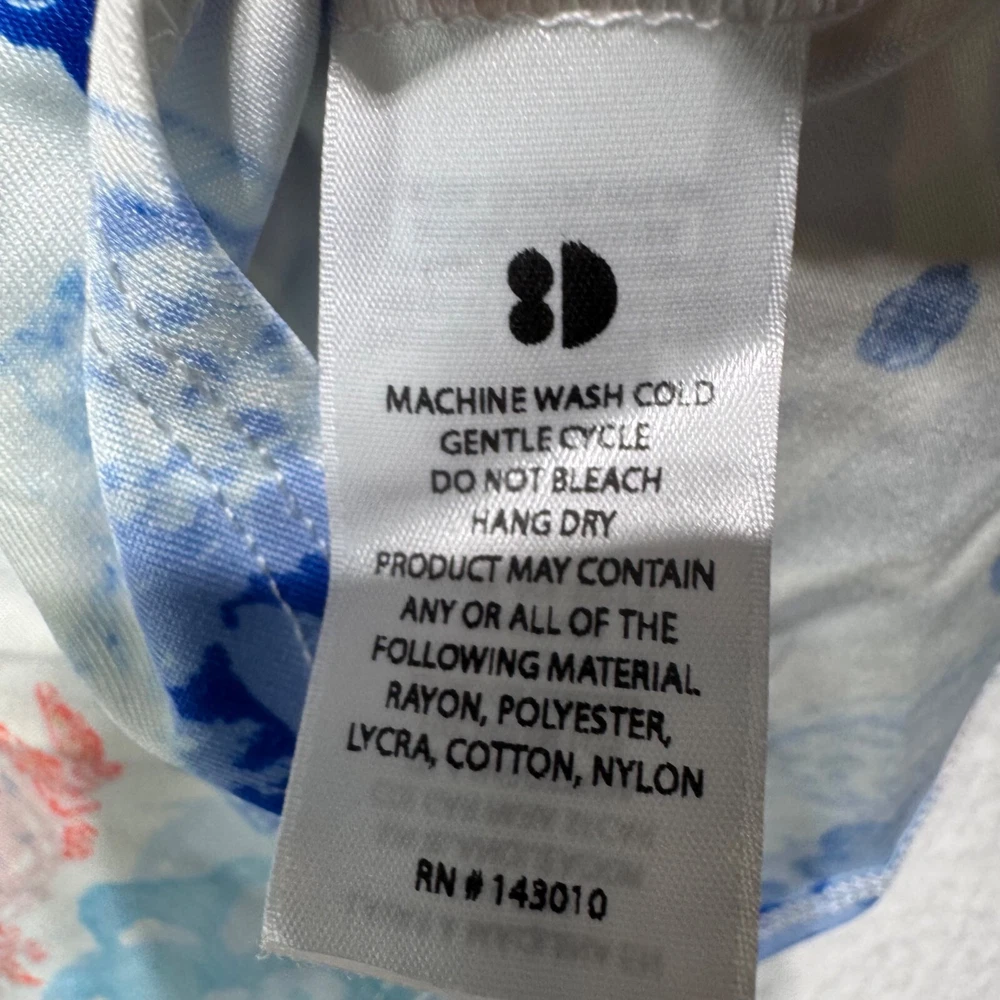 MACHINE WASH COLD
GENTLE CYCLE
DO NOT BLEACH
HANG DRY
PRODUCT MAY CONTAIN
ANY OR ALL OF THE
FOLLOWING MATERIAL
RAYON, POLYESTER,
LYCRA, COTTON, NYLON
RN # 143010